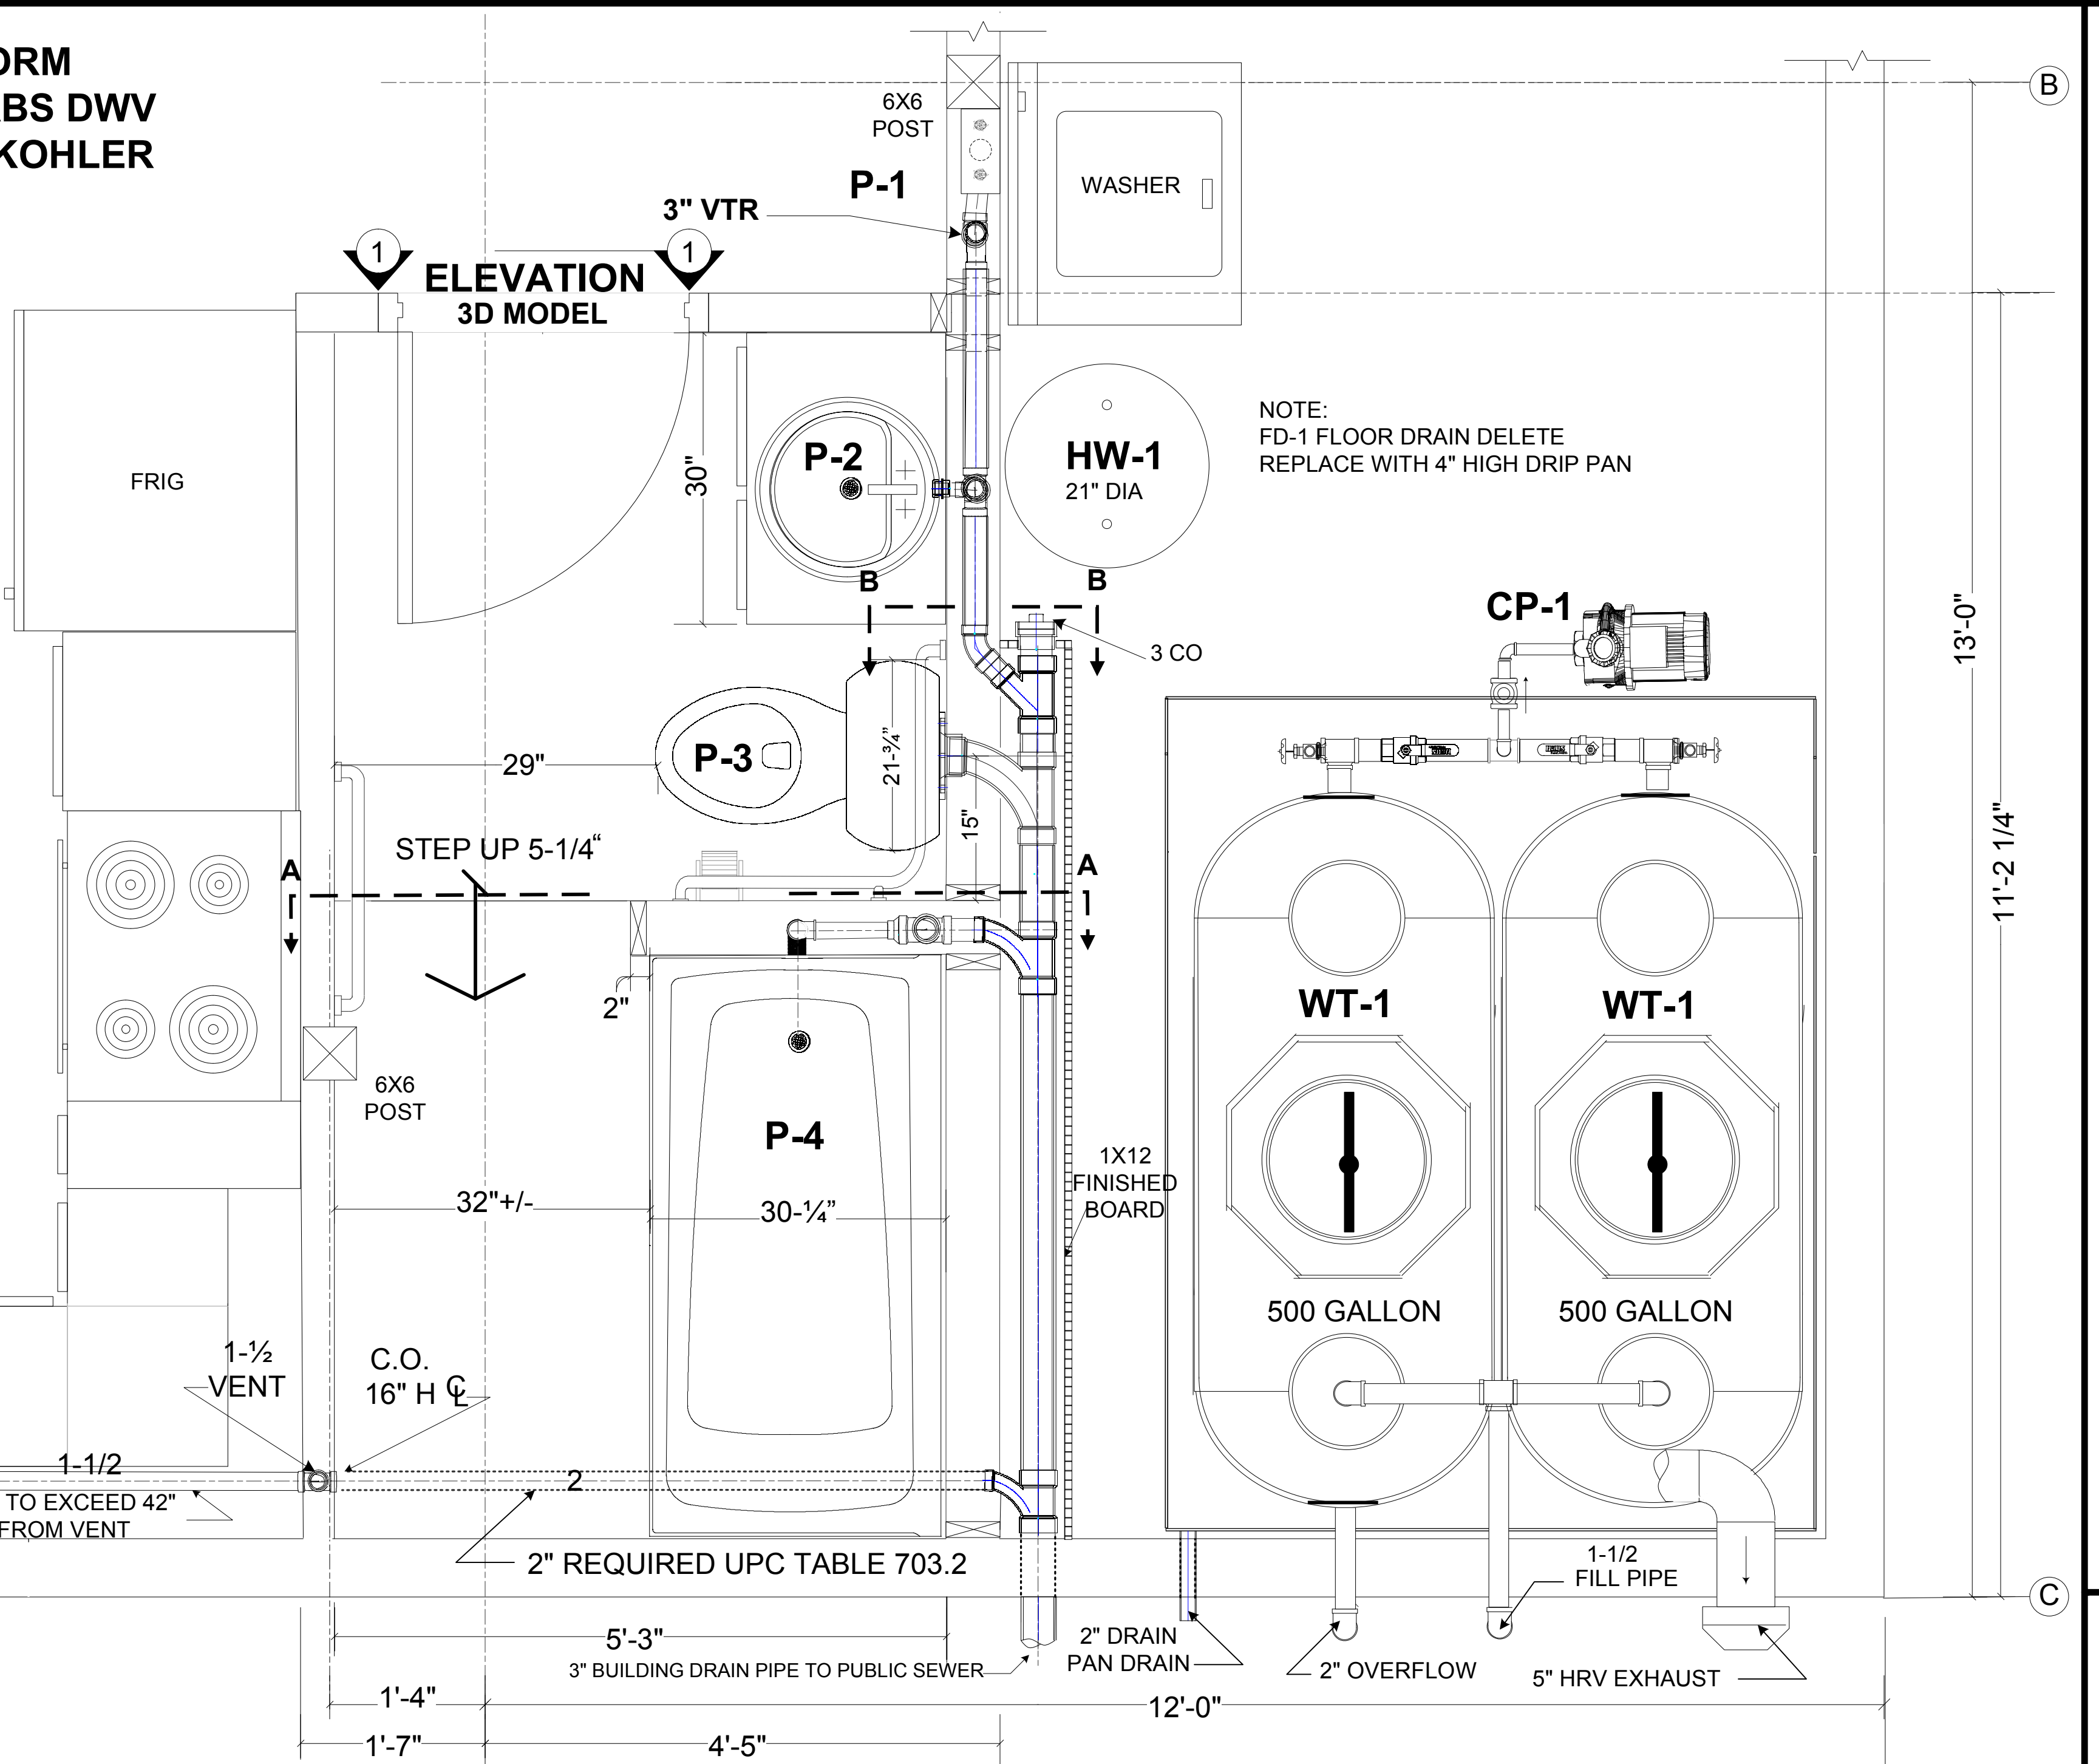 ORM
ABS DWV
KOHLER
6X6
POST
P-1
3" VTR
WASHER
B
1
1
ELEVATION
3D MODEL
FRIG
30"
P-2
HW-1
21" DIA
NOTE:
FD-1 FLOOR DRAIN DELETE
REPLACE WITH 4" HIGH DRIP PAN
B
B
CP-1
3 CO
13'-0"
11'-2 1/4"
29"
P-3
21-¾”
15"
STEP UP 5-1/4“
A
A
2"
WT-1
WT-1
6X6
POST
P-4
1X12
FINISHED
BOARD
32"+/-
30-¼”
500 GALLON
500 GALLON
1-½
VENT
C.O.
16" H ℄
1-1/2
2
TO EXCEED 42"
FROM VENT
2" REQUIRED UPC TABLE 703.2
1-1/2
FILL PIPE
C
5'-3"
3" BUILDING DRAIN PIPE TO PUBLIC SEWER
2" DRAIN
PAN DRAIN
2" OVERFLOW
5" HRV EXHAUST
1'-4"
12'-0"
1'-7"
4'-5"